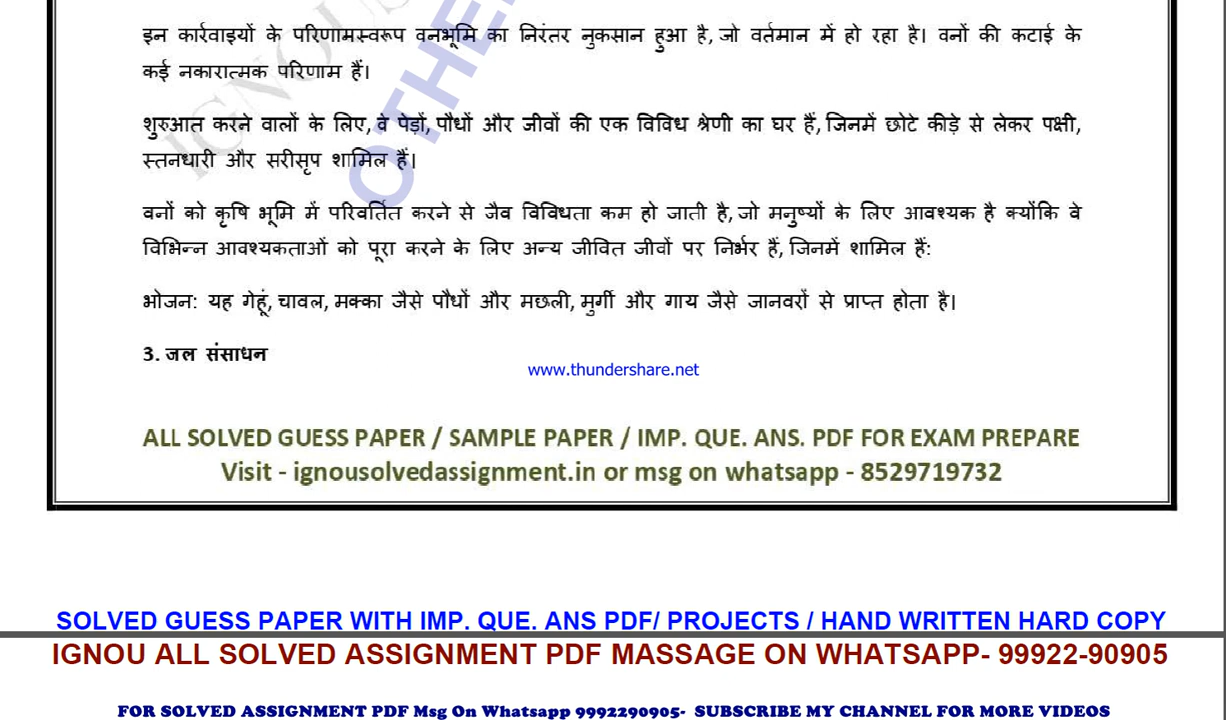 इन कार्रवाइयों के परिणामस्वरूप वनभूमि का निरंतर नुकसान हुआ है, जो वर्तमान में हो रहा है। वनों की कटाई के
कई नकारात्मक परिणाम हैं।
शुरुआत करने वालों के लिए, वे पेड़ों, पौधों और जीवों की एक विविध श्रेणी का घर हैं, जिनमें छोटे कीड़े से लेकर पक्षी,
स्तनधारी और सरीसृप शामिल हैं।
वनों को कृषि भूमि में परिवर्तित करने से जैव विविधता कम हो जाती है, जो मनुष्यों के लिए आवश्यक है क्योंकि वे
विभिन्न आवश्यकताओं को पूरा करने के लिए अन्य जीवित जीवों पर निर्भर हैं, जिनमें शामिल हैं:
भोजन: यह गेहूं, चावल, मक्का जैसे पौधों और मछली, मुर्गी और गाय जैसे जानवरों से प्राप्त होता है।
3. जल संसाधन
www.thundershare.net
ALL SOLVED GUESS PAPER / SAMPLE PAPER / IMP. QUE. ANS. PDF FOR EXAM PREPARE
Visit - ignousolvedassignment.in or msg on whatsapp - 8529719732
SOLVED GUESS PAPER WITH IMP. QUE. ANS PDF/ PROJECTS / HAND WRITTEN HARD COPY
IGNOU ALL SOLVED ASSIGNMENT PDF MASSAGE ON WHATSAPP- 99922-90905
FOR SOLVED ASSIGNMENT PDF Msg On Whatsapp 9992290905- SUBSCRIBE MY CHANNEL FOR MORE VIDEOS